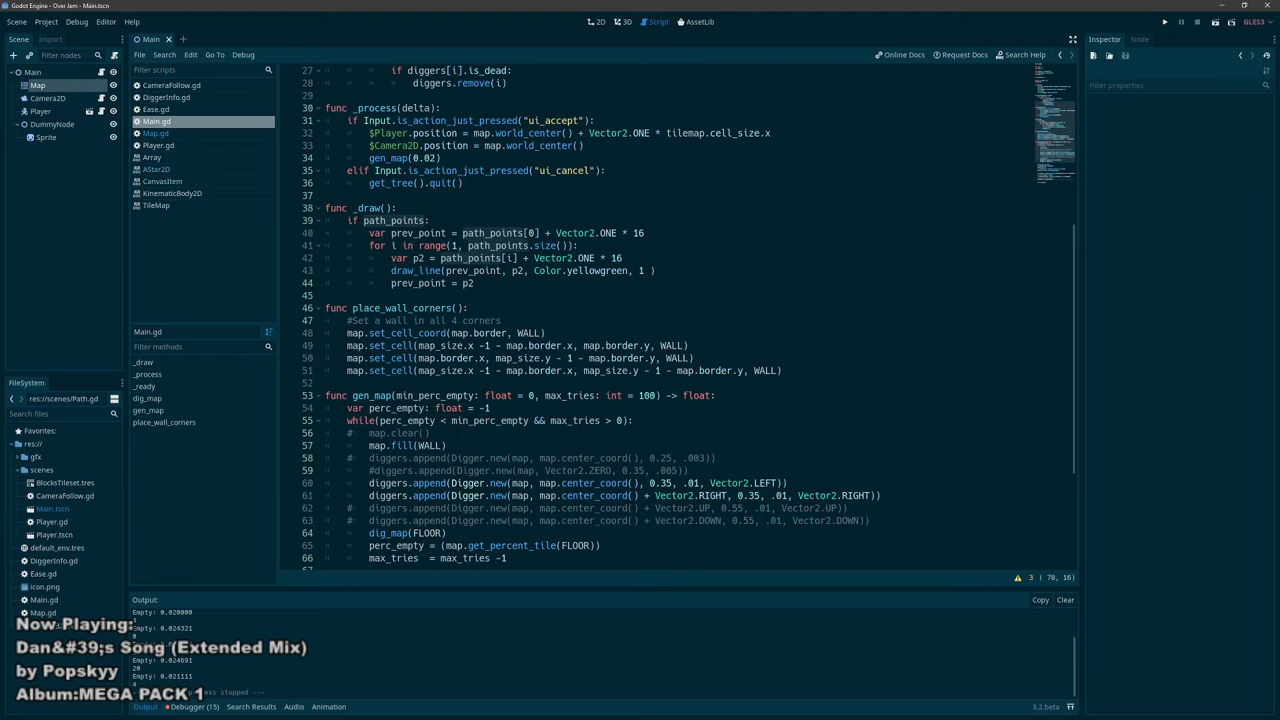 Godot Engine - Over Jam - Main.tscn
Scene Project Debug Editor Help
2D 3D Script AssetLib
GLES3
Scene Import
Filter nodes
Main
Map
Camera2D
Player
DummyNode
Sprite
FileSystem
res://scenes/Path.gd
Search files
Favorites:
res://
gfx
scenes
BlocksTileset.tres
CameraFollow.gd
Main.tscn
Player.gd
Player.tscn
default_env.tres
DiggerInfo.gd
Ease.gd
icon.png
Main.gd
Map.gd
Main
File Search Edit Go To Debug
Online Docs Request Docs Search Help
Filter scripts
CameraFollow.gd
DiggerInfo.gd
Ease.gd
Main.gd
Map.gd
Player.gd
Array
AStar2D
CanvasItem
KinematicBody2D
TileMap
Main.gd
Filter methods
_draw
_process
_ready
dig_map
gen_map
place_wall_corners
27 if diggers[i].is_dead:
28 diggers.remove(i)
29
30 func _process(delta):
31 if Input.is_action_just_pressed("ui_accept"):
32 $Player.position = map.world_center() + Vector2.ONE * tilemap.cell_size.x
33 $Camera2D.position = map.world_center()
34 gen_map(0.02)
35 elif Input.is_action_just_pressed("ui_cancel"):
36 get_tree().quit()
37
38 func _draw():
39 if path_points:
40 var prev_point = path_points[0] + Vector2.ONE * 16
41 for i in range(1, path_points.size()):
42 var p2 = path_points[i] + Vector2.ONE * 16
43 draw_line(prev_point, p2, Color.yellowgreen, 1 )
44 prev_point = p2
45
46 func place_wall_corners():
47 #Set a wall in all 4 corners
48 map.set_cell_coord(map.border, WALL)
49 map.set_cell(map_size.x -1 - map.border.x, map.border.y, WALL)
50 map.set_cell(map.border.x, map_size.y - 1 - map.border.y, WALL)
51 map.set_cell(map_size.x -1 - map.border.x, map_size.y - 1 - map.border.y, WALL)
52
53 func gen_map(min_perc_empty: float = 0, max_tries: int = 100) -> float:
54 var perc_empty: float = -1
55 while(perc_empty < min_perc_empty && max_tries > 0):
56 # map.clear()
57 map.fill(WALL)
58 # diggers.append(Digger.new(map, map.center_coord(), 0.25, .003))
59 #diggers.append(Digger.new(map, Vector2.ZERO, 0.35, .005))
60 diggers.append(Digger.new(map, map.center_coord(), 0.35, .01, Vector2.LEFT))
61 diggers.append(Digger.new(map, map.center_coord() + Vector2.RIGHT, 0.35, .01, Vector2.RIGHT))
62 # diggers.append(Digger.new(map, map.center_coord() + Vector2.UP, 0.55, .01, Vector2.UP))
63 # diggers.append(Digger.new(map, map.center_coord() + Vector2.DOWN, 0.55, .01, Vector2.DOWN))
64 dig_map(FLOOR)
65 perc_empty = (map.get_percent_tile(FLOOR))
66 max_tries = max_tries -1
3 ( 78, 16)
Output:
Copy Clear
Empty: 0.020000
Empty: 0.024321
0
0.024691
20
0.021111
4
Output Debugger (15) Search Results Audio Animation
3.2.beta
Inspector Node
Filter properties
Now Playing:
Dan&#39;s Song (Extended Mix)
by Popskyy
Album:MEGA PACK 1